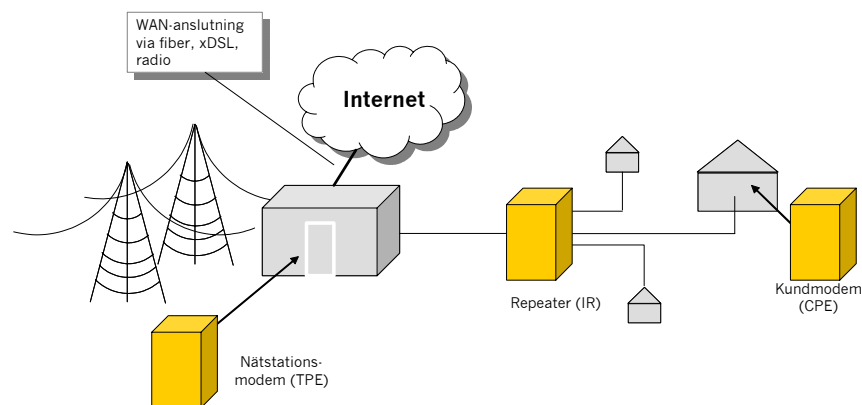 WAN-anslutning
via fiber, xDSL,
radio
Internet
Repeater (IR)
Kundmodem
(CPE)
Nätstations-
modem (TPE)